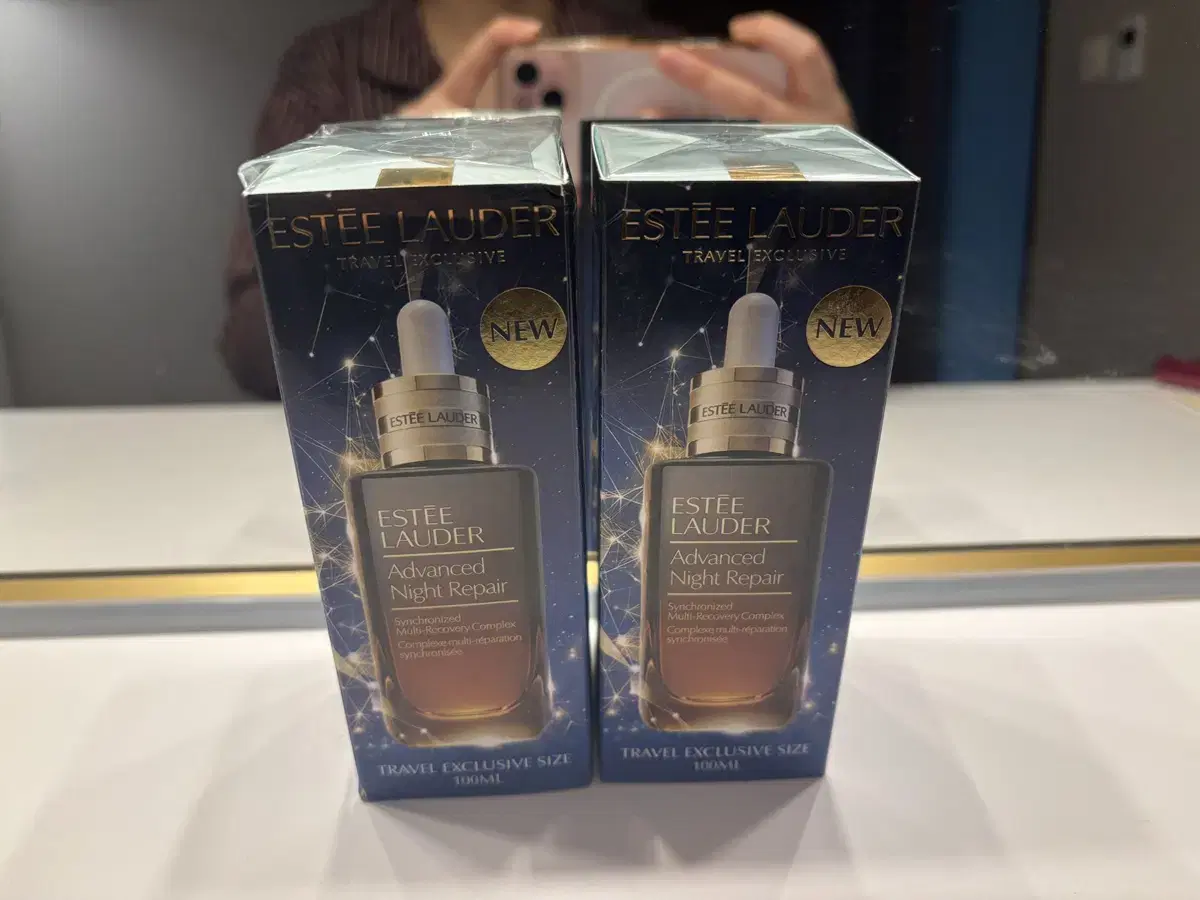 ESTĒE LAUDER
TRAVEL EXCLUSIVE
NEW
ESTĒE LAUDER
ESTĒE
LAUDER
Advanced
Night Repair
Synchronized
Multi-Recovery Complex
Complexe multi-réparation
synchronisée
TRAVEL EXCLUSIVE SIZE
100ML
ESTĒE LAUDER
TRAVEL EXCLUSIVE
NEW
ESTĒE LAUDER
ESTĒE
LAUDER
Advanced
Night Repair
Synchronized
Multi-Recovery Complex
Complexe multi-réparation
synchronisée
TRAVEL EXCLUSIVE SIZE
100ML